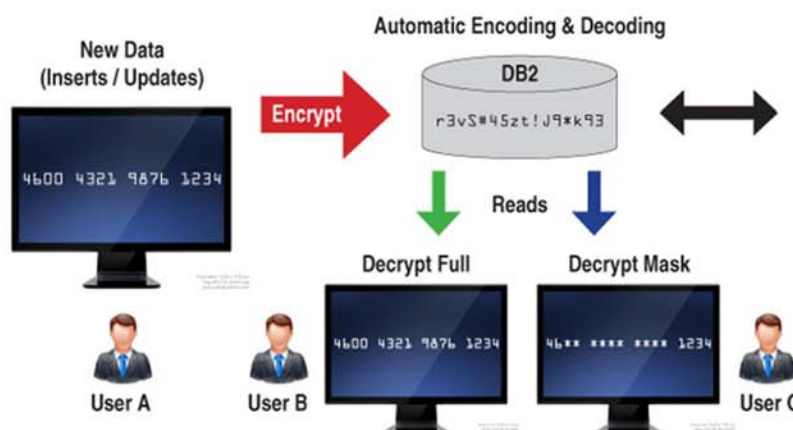 Automatic Encoding & Decoding
New Data
(Inserts / Updates)
DB2
Encrypt
r3vS#45zt!J9*k93
4600 4321 9876 1234
Reads
Decrypt Full
Decrypt Mask
4600 4321 9876 1234
46** **** **** 1234
User A
User B
User C